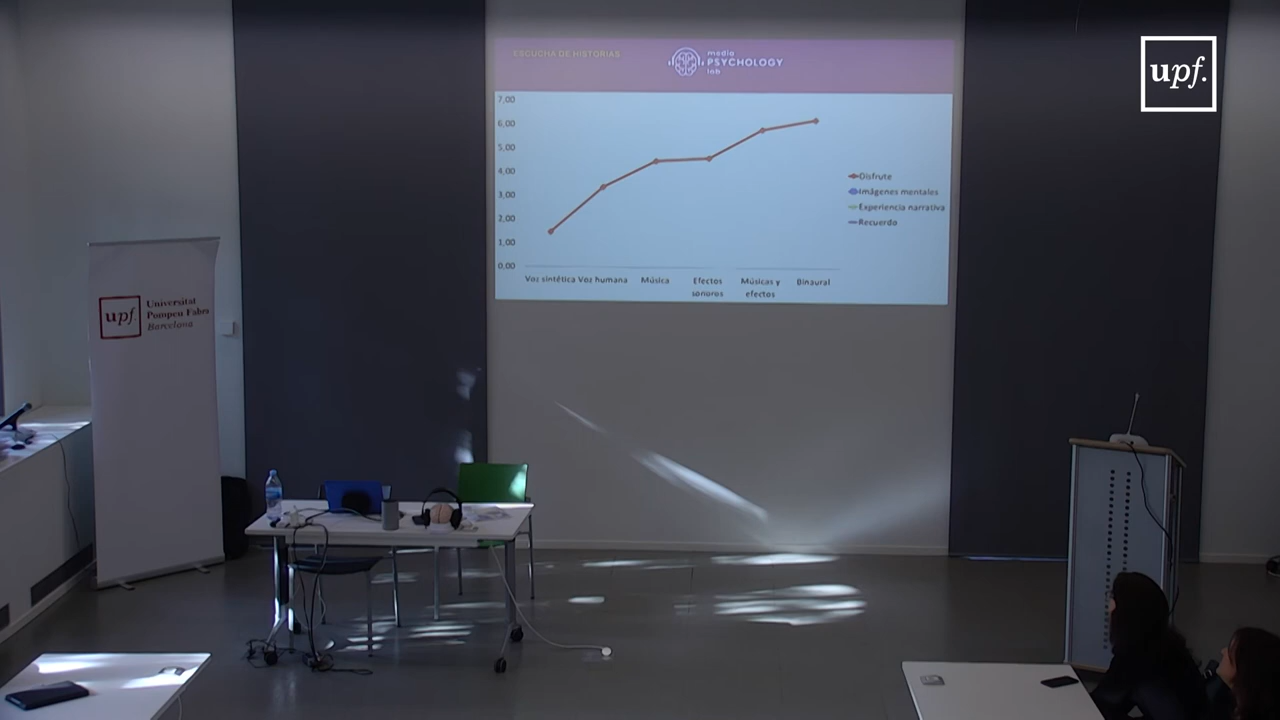 ESCUCHA DE HISTORIAS
media
PSYCHOLOGY
lab
upf.
7,00
6,00
5,00
4,00
3,00
2,00
1,00
0,00
Disfrute
Imágenes mentales
Experiencia narrativa
Recuerdo
Voz sintética Voz humana Música Efectos Músicas y Binaural
sonoros efectos
upf. Universitat
Pompeu Fabra
Barcelona